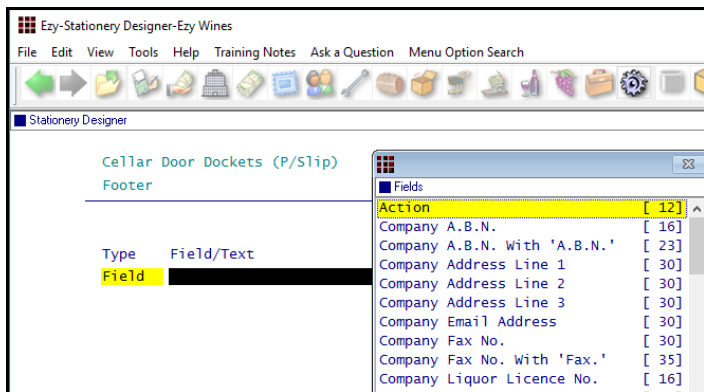 Ezy-Stationery Designer-Ezy Wines
File Edit View Tools Help Training Notes Ask a Question Menu Option Search
Stationery Designer
Cellar Door Dockets (P/Slip)
Footer
Type Field/Text
Field
Fields
Action [ 12]
Company A.B.N. [ 16]
Company A.B.N. With 'A.B.N.' [ 23]
Company Address Line 1 [ 30]
Company Address Line 2 [ 30]
Company Address Line 3 [ 30]
Company Email Address [ 30]
Company Fax No. [ 30]
Company Fax No. With 'Fax.' [ 35]
Company Liquor Licence No. [ 16]